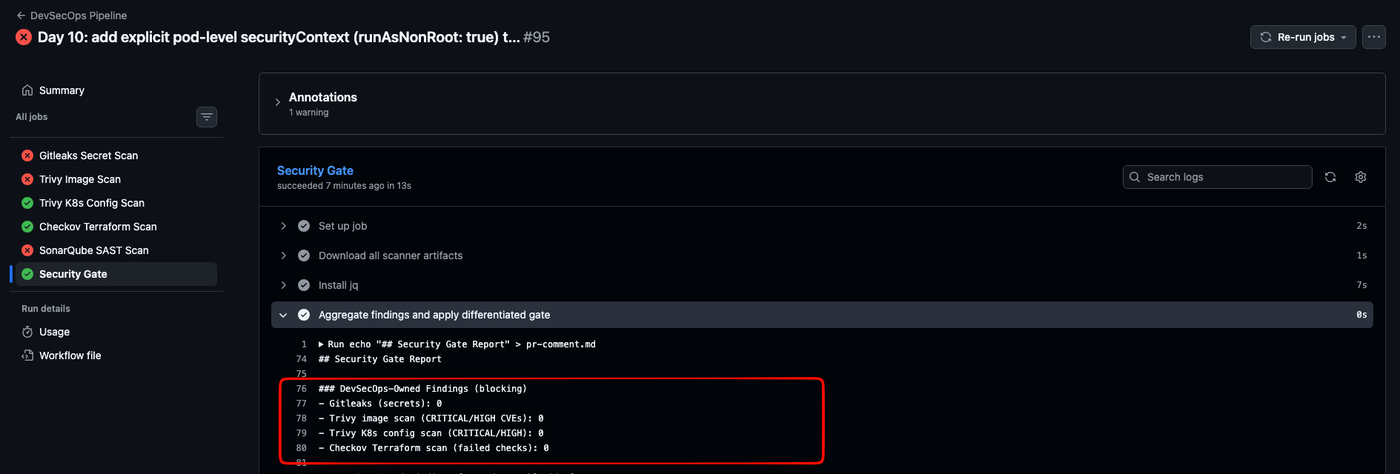 ← DevSecOps Pipeline
Day 10: add explicit pod-level securityContext (runAsNonRoot: true) t... #95
Re-run jobs
Summary
All jobs
Gitleaks Secret Scan
Trivy Image Scan
Trivy K8s Config Scan
Checkov Terraform Scan
SonarQube SAST Scan
Security Gate
Run details
Usage
Workflow file
Annotations
1 warning
Security Gate
succeeded 7 minutes ago in 13s
Search logs
Set up job 2s
Download all scanner artifacts 1s
Install jq 7s
Aggregate findings and apply differentiated gate 0s
1 ▶ Run echo "## Security Gate Report" > pr-comment.md
74 ## Security Gate Report
75
76 ### DevSecOps-Owned Findings (blocking)
77 - Gitleaks (secrets): 0
78 - Trivy image scan (CRITICAL/HIGH CVEs): 0
79 - Trivy K8s config scan (CRITICAL/HIGH): 0
80 - Checkov Terraform scan (failed checks): 0
81